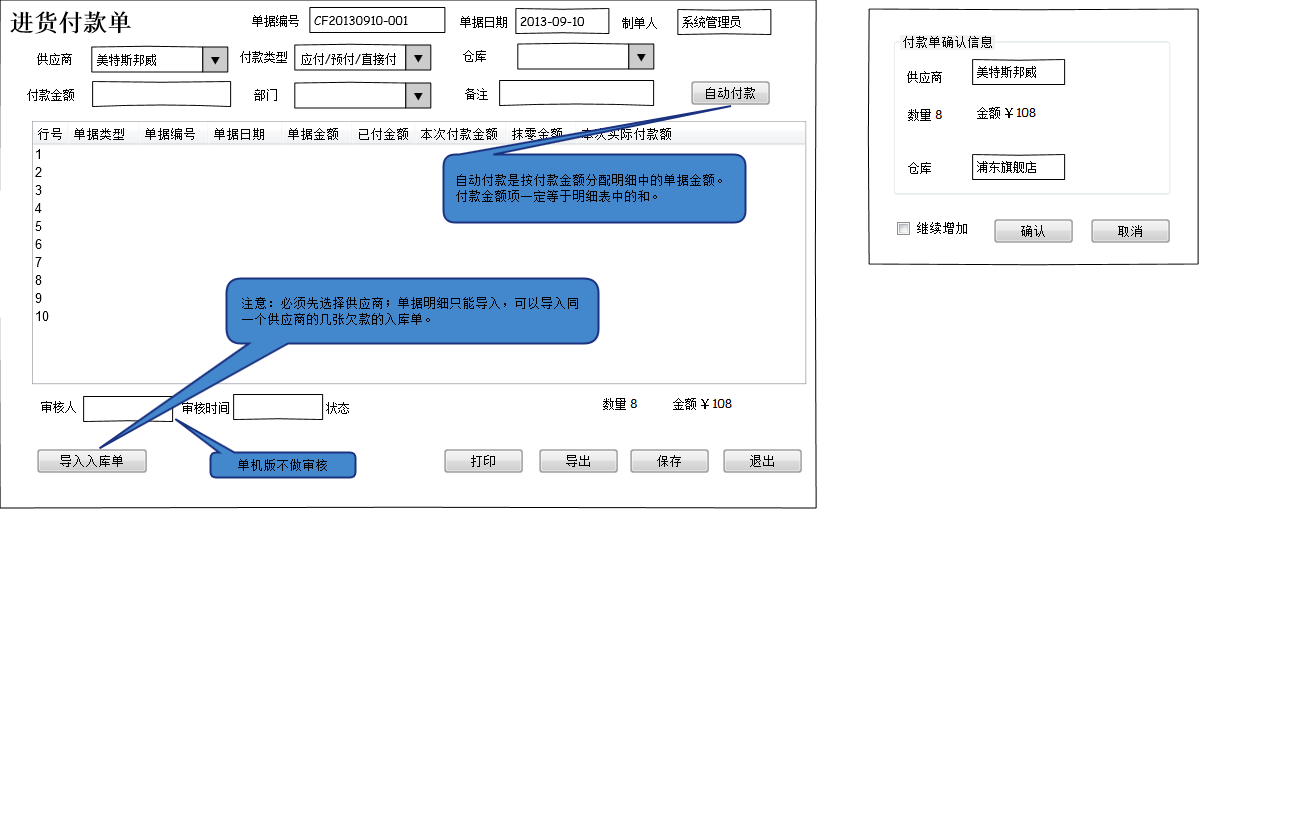 进货付款单
单据编号 CF20130910-001 单据日期 2013-09-10 制单人 系统管理员
供应商 美特斯邦威 付款类型 应付/预付/直接付 仓库
付款金额 部门 备注 自动付款
行号 单据类型 单据编号 单据日期 单据金额 已付金额 本次付款金额 抹零金额 本次实际付款额
1
2
3
4
5
6
7
8
9
10
自动付款是按付款金额分配明细中的单据金额。
付款金额项一定等于明细表中的和。
注意：必须先选择供应商；单据明细只能导入，可以导入同
一个供应商的几张欠款的入库单。
审核人 审核时间 状态 数量 8 金额￥108
导入入库单 单机版不做审核 打印 导出 保存 退出
付款单确认信息
供应商 美特斯邦威
数量 8 金额￥108
仓库 浦东旗舰店
继续增加 确认 取消